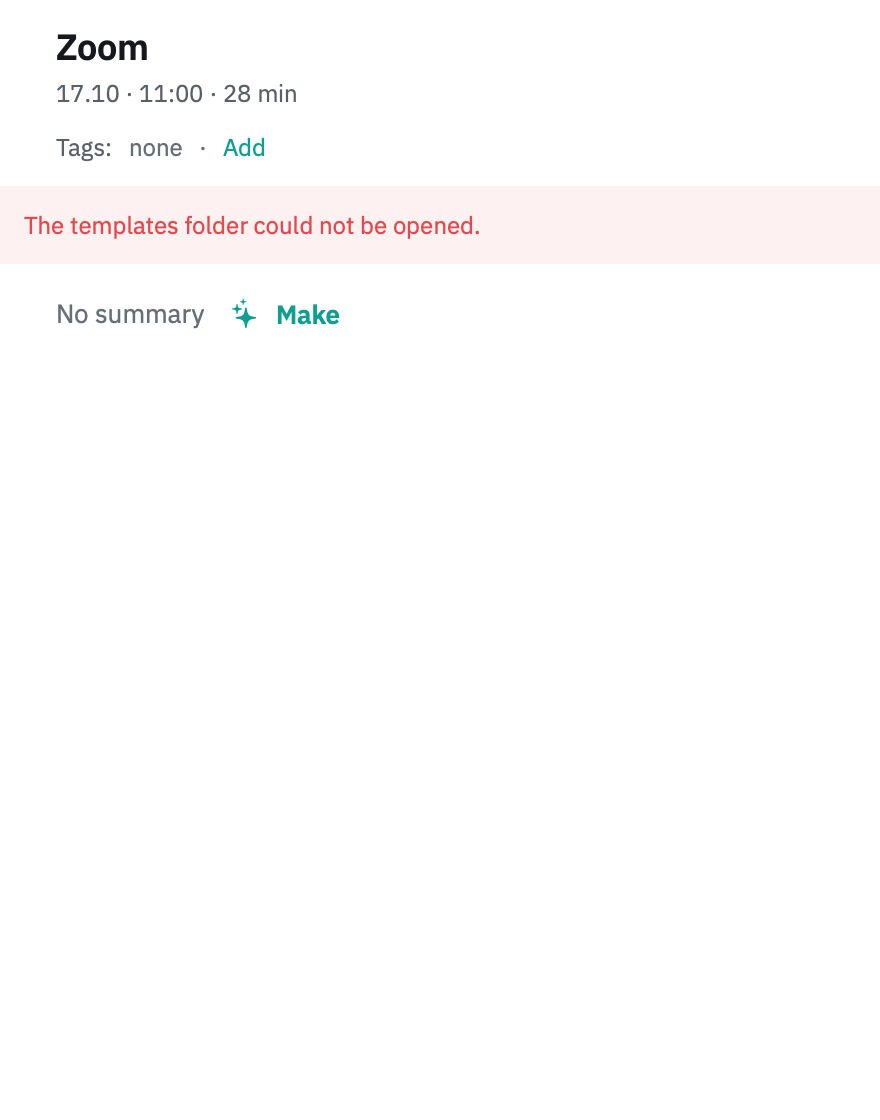 Zoom
17.10 · 11:00 · 28 min
Tags: none · Add
The templates folder could not be opened.
No summary Make